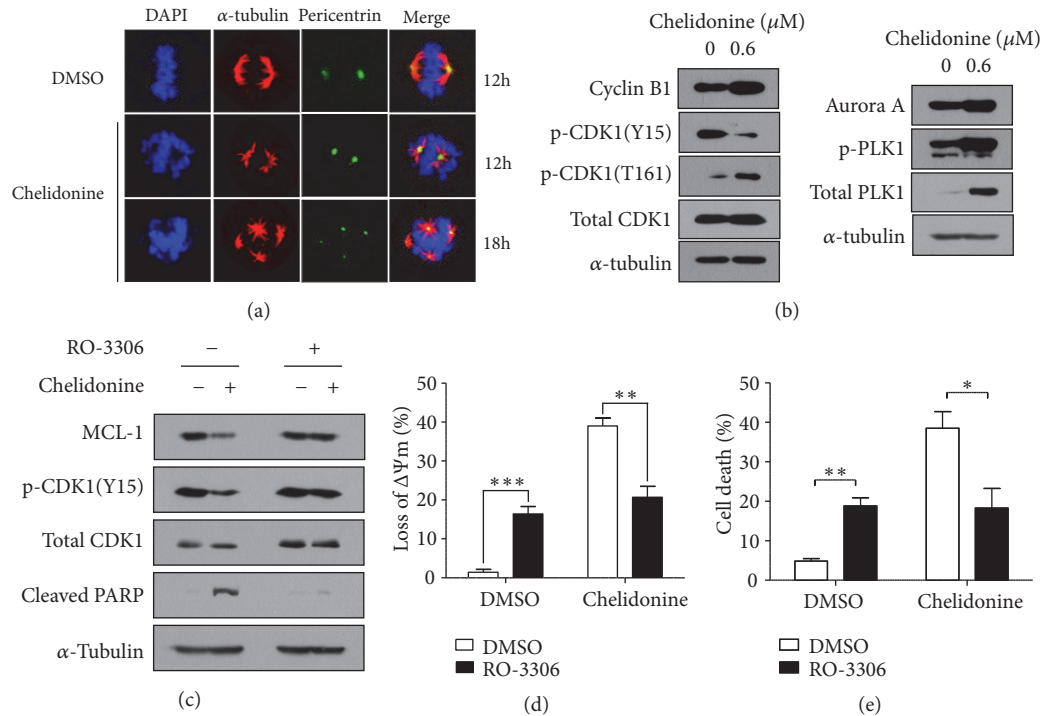 DAPI α-tubulin Pericentrin Merge
DMSO 12h
Chelidonine 12h
18h
(a)
Chelidonine (μM)
0 0.6
Cyclin B1
p-CDK1(Y15)
p-CDK1(T161)
Total CDK1
α-tubulin
Chelidonine (μM)
0 0.6
Aurora A
p-PLK1
Total PLK1
α-tubulin
(b)
RO-3306 − +
Chelidonine − + − +
MCL-1
p-CDK1(Y15)
Total CDK1
Cleaved PARP
α-Tubulin
(c)
Loss of ΔΨm (%)
50
40
30
20
10
0
***
**
DMSO Chelidonine
DMSO
RO-3306
(d)
Cell death (%)
50
40
30
20
10
0
**
*
DMSO Chelidonine
DMSO
RO-3306
(e)